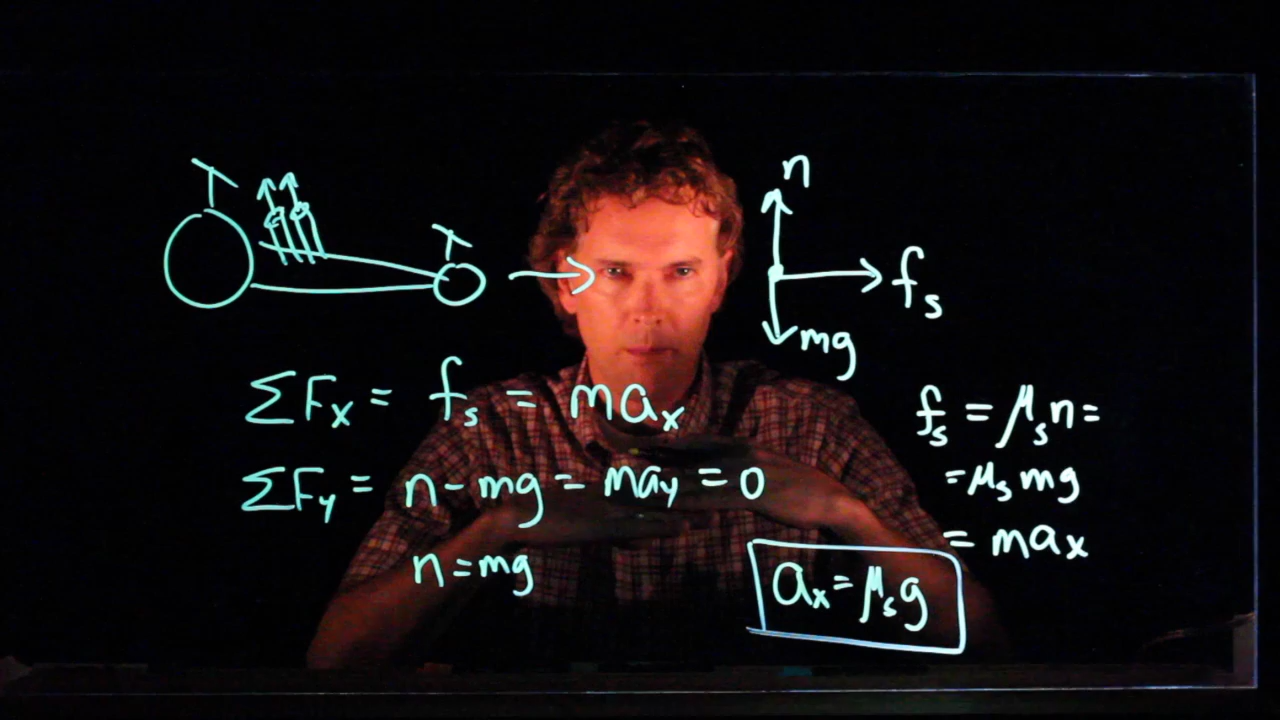 n
f_s
mg
ΣF_x = f_s = ma_x
ΣF_y = n - mg = ma_y = 0
n = mg
f_s = μ_s n =
= μ_s mg
= ma_x
a_x = μ_s g